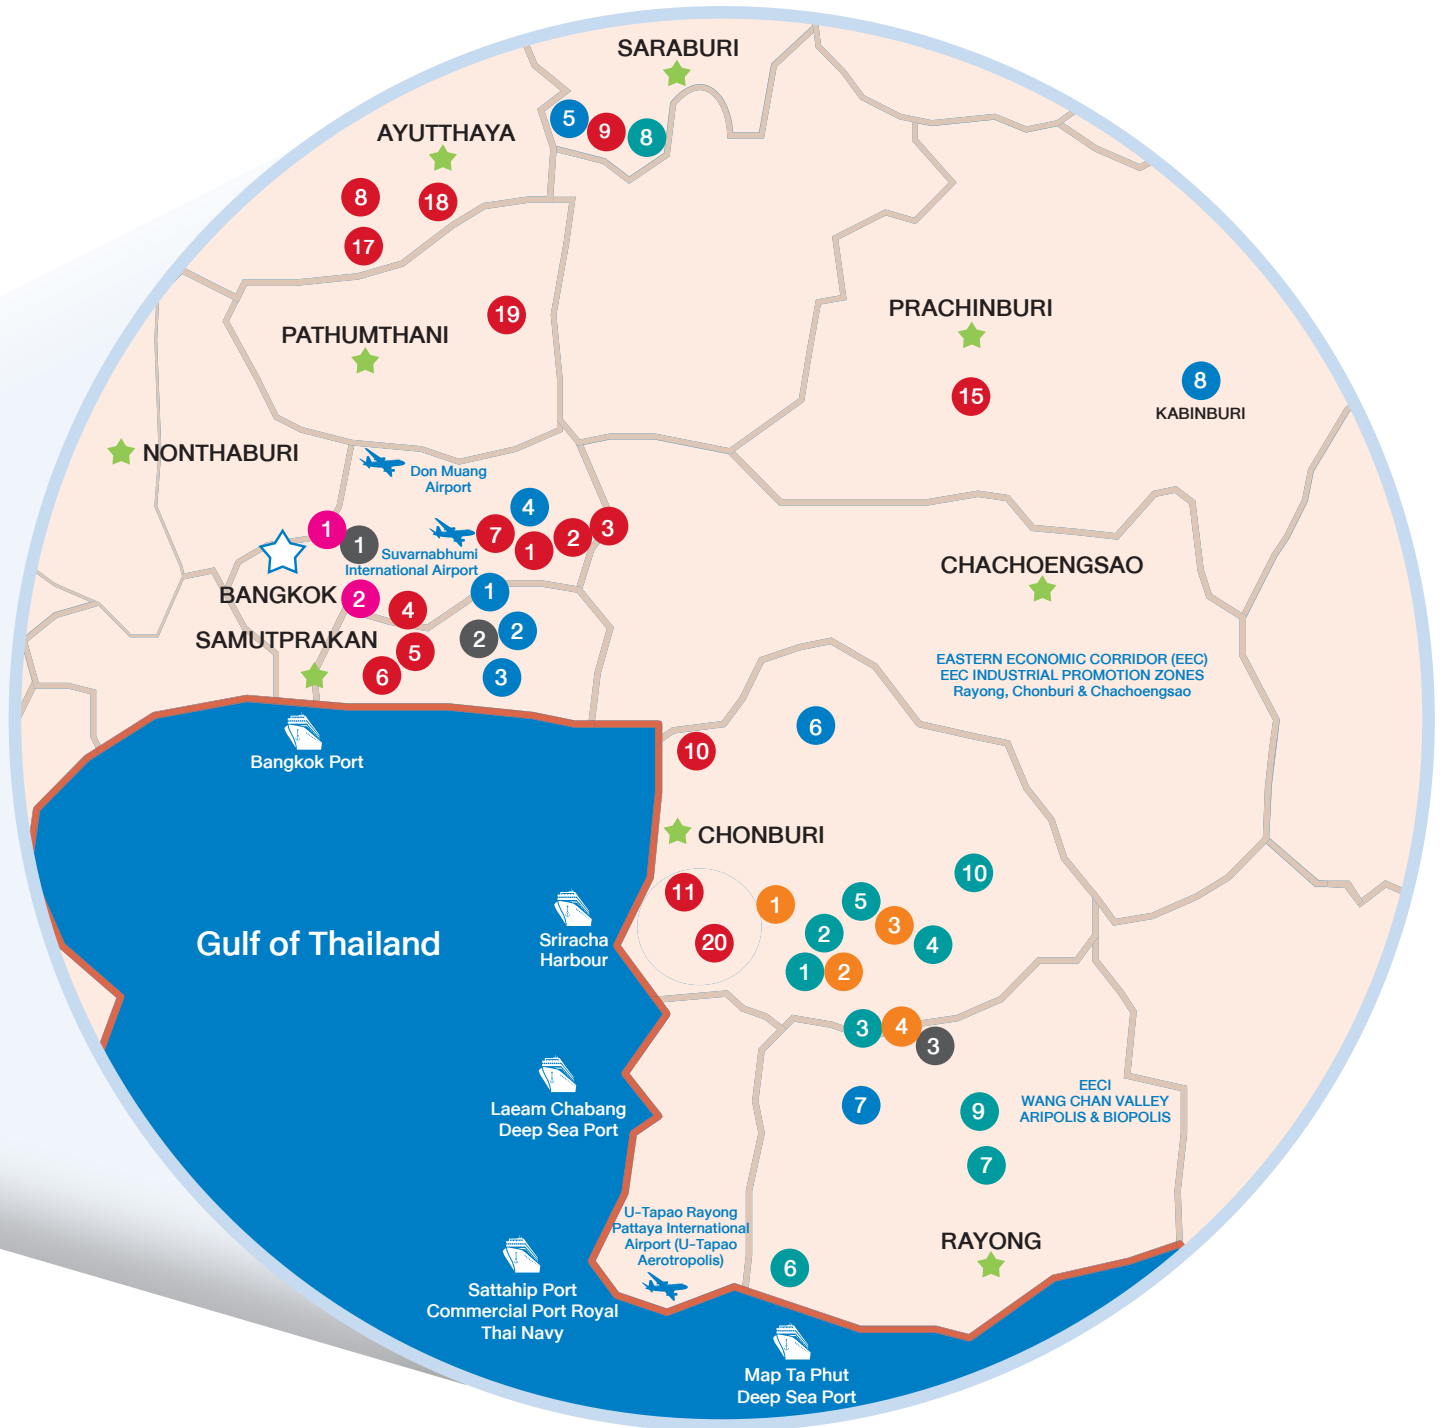 SARABURI
5
9
8
AYUTTHAYA
8
18
17
19
PATHUMTHANI
PRACHINBURI
15
8
KABINBURI
NONTHABURI
Don Muang
Airport
4
7
1
2
3
1
1
Suvarnabhumi
International Airport
BANGKOK
2
4
1
SAMUTPRAKAN
5
6
2
2
3
CHACHOENGSAO
EASTERN ECONOMIC CORRIDOR (EEC)
EEC INDUSTRIAL PROMOTION ZONES
Rayong, Chonburi & Chachoengsao
Bangkok Port
10
6
CHONBURI
11
20
1
5
10
2
3
4
1
2
Gulf of Thailand
Sriracha
Harbour
3
4
3
7
9
7
EECI
WANG CHAN VALLEY
ARIPOLIS & BIOPOLIS
Laeam Chabang
Deep Sea Port
U-Tapao Rayong
Pattaya International
Airport (U-Tapao
Aerotropolis)
6
RAYONG
Sattahip Port
Commercial Port Royal
Thai Navy
Map Ta Phut
Deep Sea Port